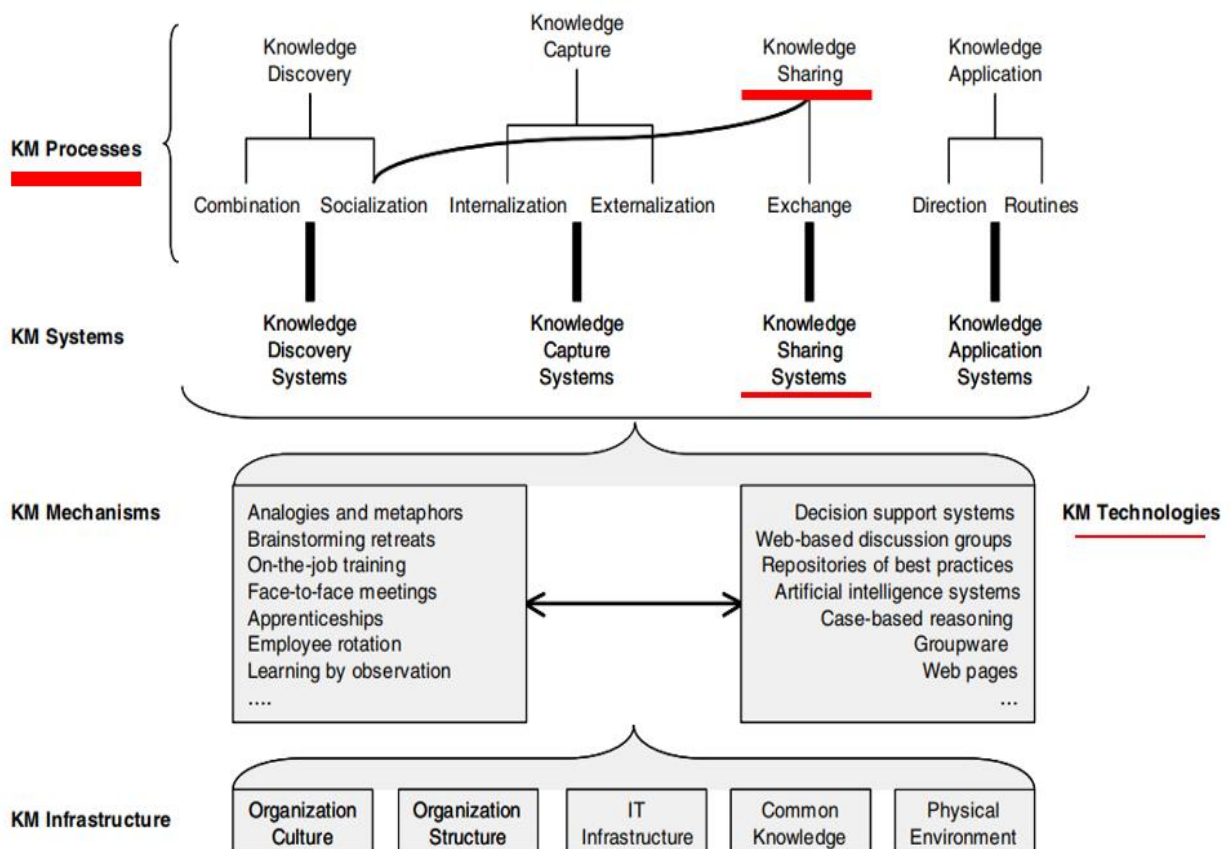 Knowledge
Discovery
Knowledge
Capture
Knowledge
Sharing
Knowledge
Application
KM Processes
Combination
Socialization
Internalization
Externalization
Exchange
Direction
Routines
KM Systems
Knowledge
Discovery
Systems
Knowledge
Capture
Systems
Knowledge
Sharing
Systems
Knowledge
Application
Systems
KM Mechanisms
Analogies and metaphors
Brainstorming retreats
On-the-job training
Face-to-face meetings
Apprenticeships
Employee rotation
Learning by observation
....
Decision support systems
Web-based discussion groups
Repositories of best practices
Artificial intelligence systems
Case-based reasoning
Groupware
Web pages
...
KM Technologies
KM Infrastructure
Organization
Culture
Organization
Structure
IT
Infrastructure
Common
Knowledge
Physical
Environment